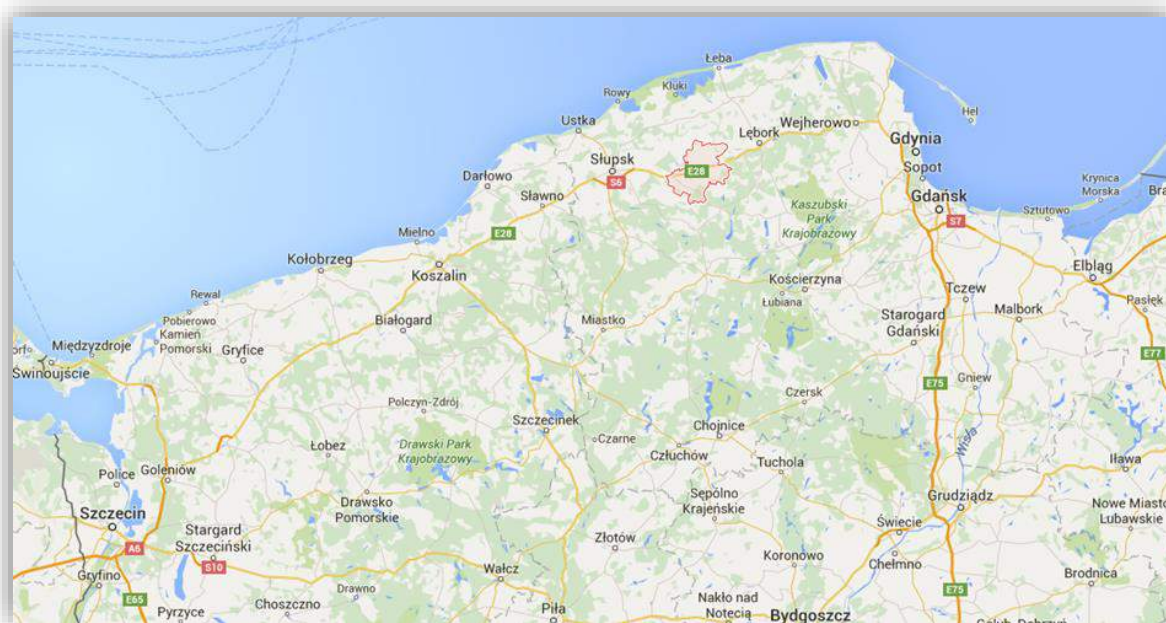 Łeba
Kluki
Rowy
Hel
Ustka
Wejherowo
Lębork
Gdynia
Słupsk
E28
Sopot
S6
Darłowo
Krynica
Morska
Bra
Sławno
Kaszubski
Park
Krajobrazowy
Gdańsk
Sztutowo
S7
Mielno
E28
Kołobrzeg
Koszalin
Elbląg
Kościerzyna
Rewal
Łubiana
Tczew
Pasłęk
Pobierowo
Kamień
Pomorski
Białogard
Miastko
Starogard
Gdański
Malbork
Międzyzdroje
orf
Gryfice
E77
Świnoujście
E75
Gniew
Czersk
Połczyn-Zdrój
Szczecinek
Chojnice
Czarne
Wisła
Łobez
Drawski Park
Krajobrazowy
Człuchów
Iława
Police
Goleniów
Tuchola
Drawsko
Pomorskie
Sępólno
Krajeńskie
Grudziądz
Nowe Miasto
Lubawskie
Szczecin
Świecie
Stargard
Szczeciński
A6
Złotów
Koronowo
Chełmno
S10
Wałcz
Gryfino
Brodnica
E65
Drawno
E75
Choszczno
Nakło nad
Notecią
Pyrzyce
Piła
Bydgoszcz